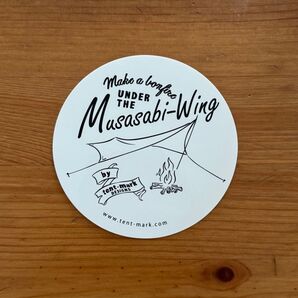 Make a bonfire
UNDER
THE
Musasabi-Wing
by
tent-Mark
DESIGNS
www.tent-mark.com